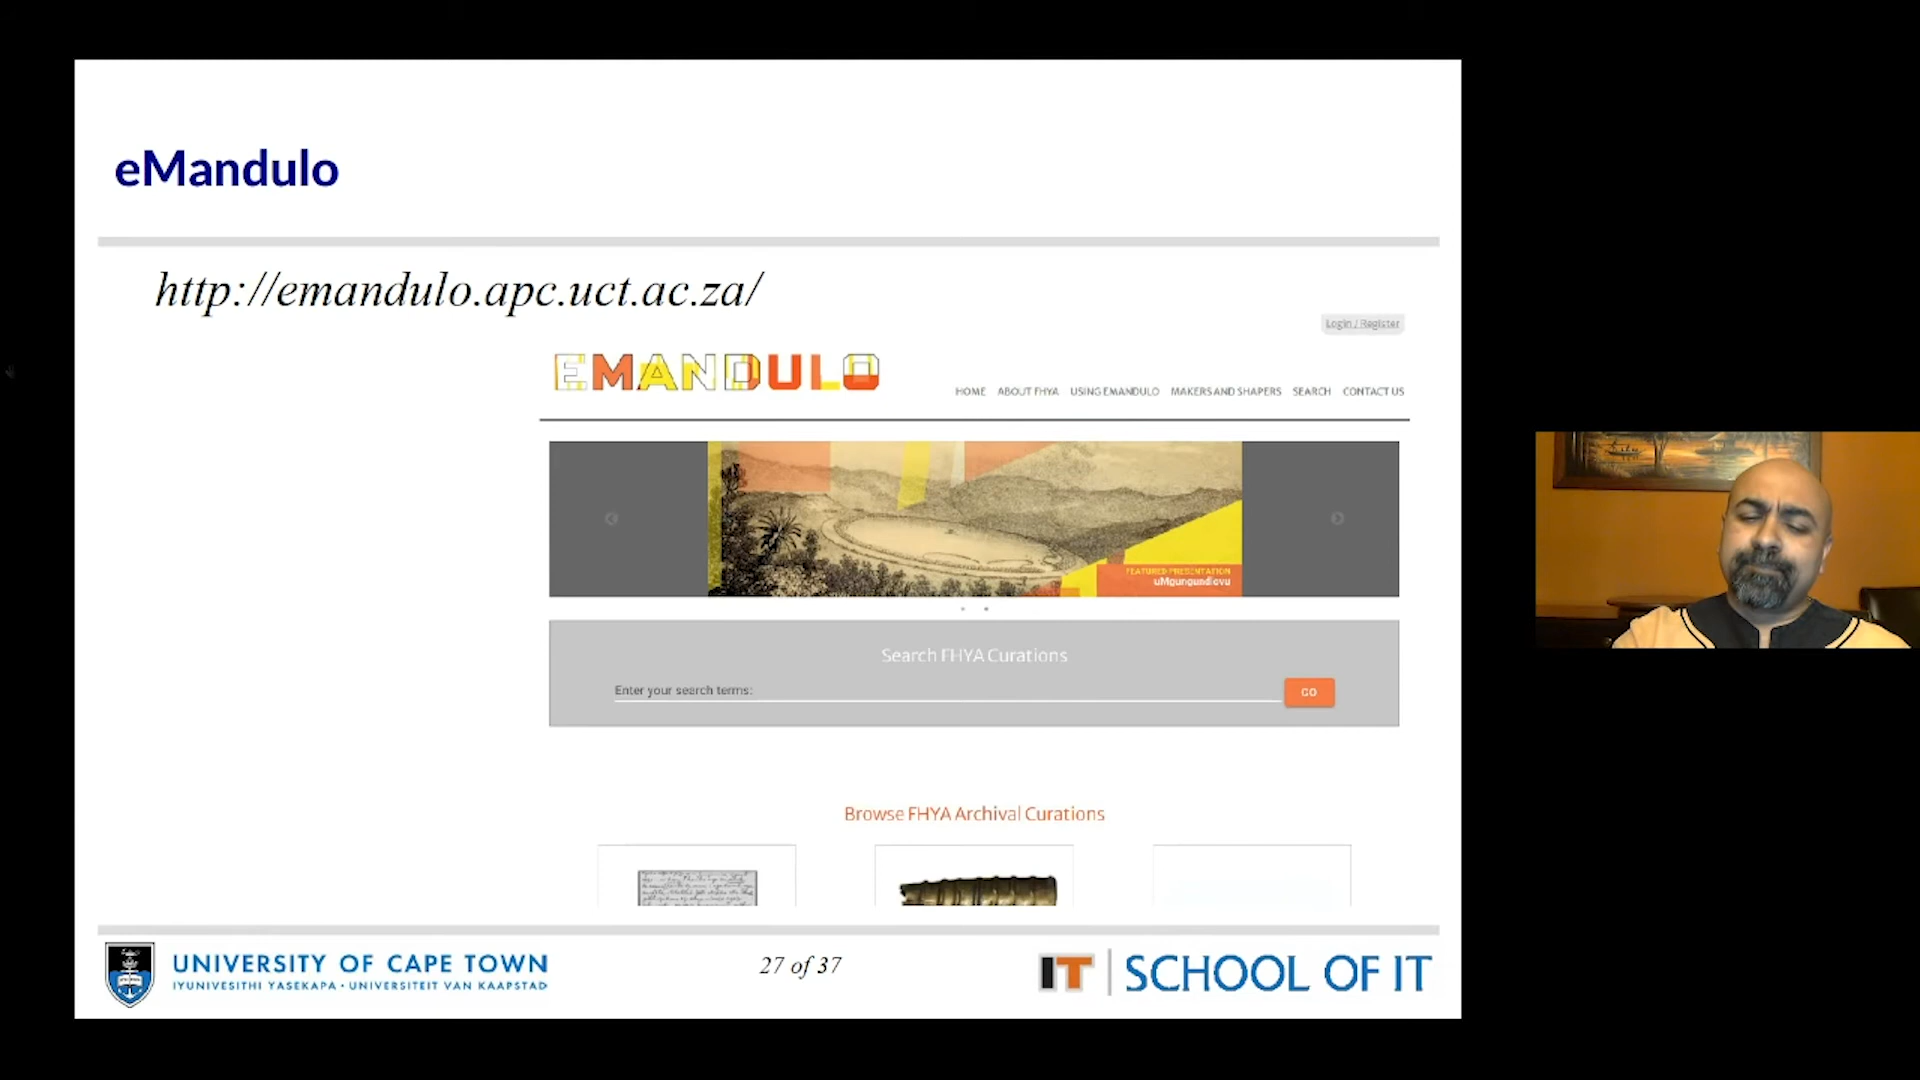 eMandulo
http://emandulo.apc.uct.ac.za/
Login / Register
EMANDULO
HOME ABOUT FHYA USING EMANDULO MAKERS AND SHAPERS SEARCH CONTACT US
FEATURED PRESENTATION
uMgungundlovu
Search FHYA Curations
Enter your search terms:
GO
Browse FHYA Archival Curations
UNIVERSITY OF CAPE TOWN
IYUNIVESITHI YASEKAPA • UNIVERSITEIT VAN KAAPSTAD
27 of 37
IT SCHOOL OF IT